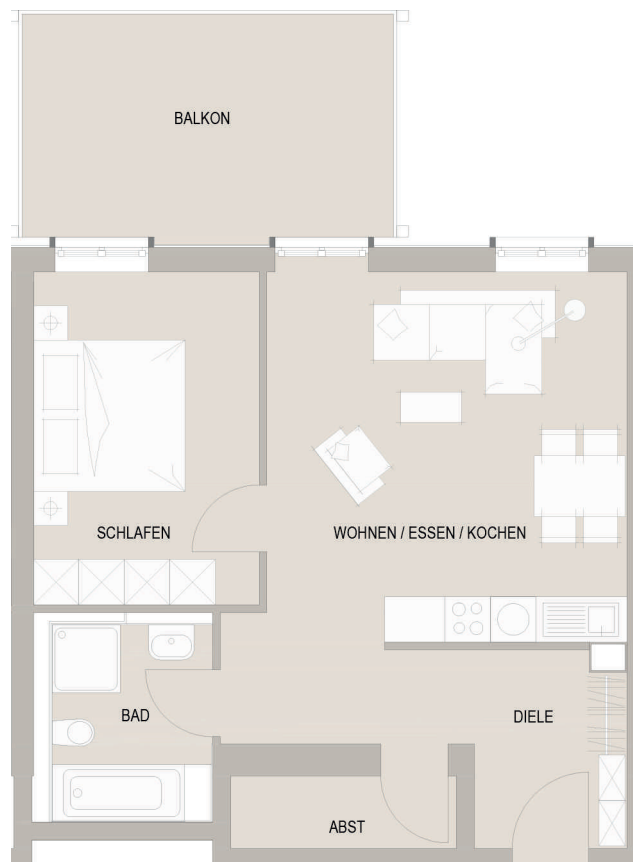 BALKON
SCHLAFEN
WOHNEN / ESSEN / KOCHEN
BAD
DIELE
ABST